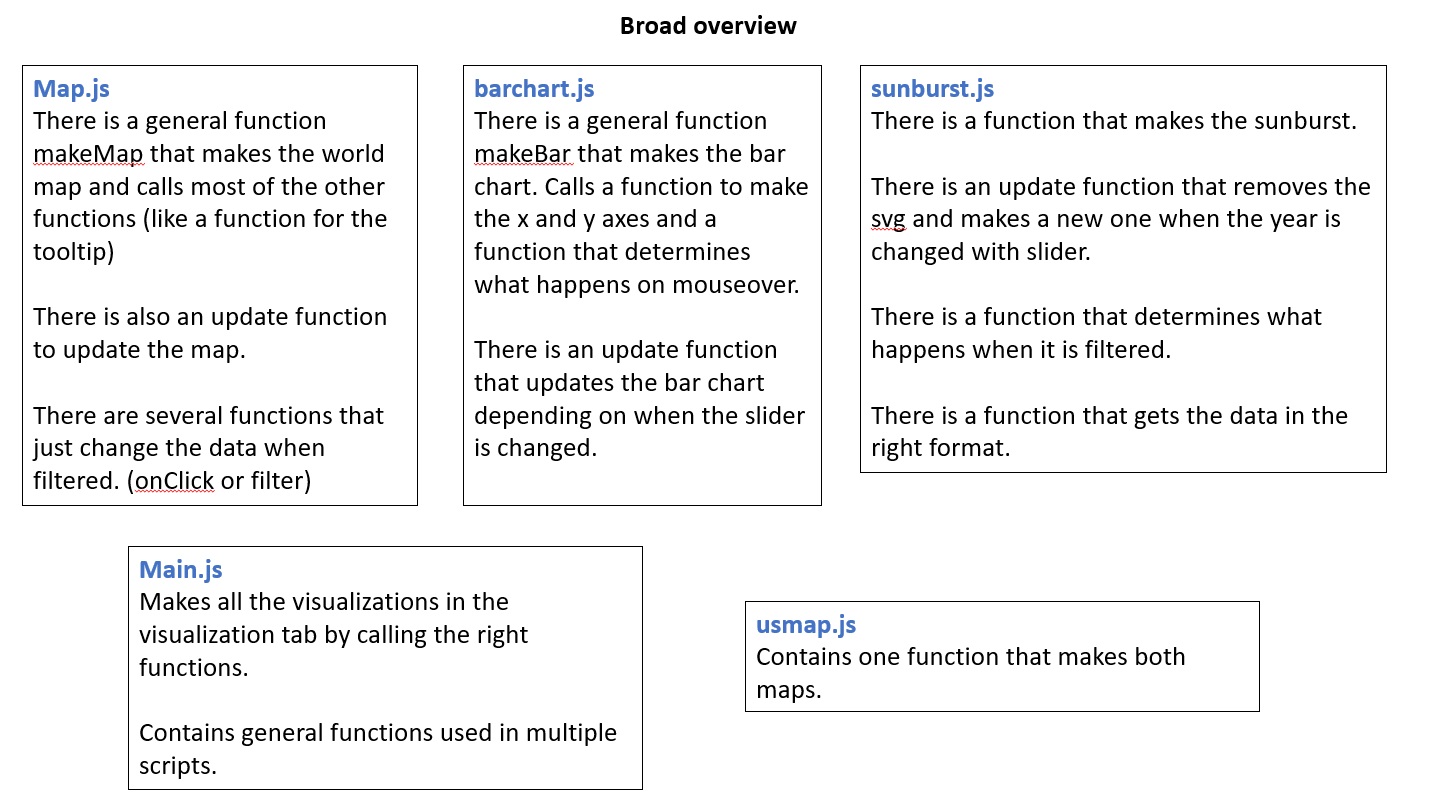 Broad overview
Map.js
There is a general function
makeMap that makes the world
map and calls most of the other
functions (like a function for the
tooltip)
There is also an update function
to update the map.
There are several functions that
just change the data when
filtered. (onClick or filter)
barchart.js
There is a general function
makeBar that makes the bar
chart. Calls a function to make
the x and y axes and a
function that determines
what happens on mouseover.
There is an update function
that updates the bar chart
depending on when the slider
is changed.
sunburst.js
There is a function that makes the sunburst.
There is an update function that removes the
svg and makes a new one when the year is
changed with slider.
There is a function that determines what
happens when it is filtered.
There is a function that gets the data in the
right format.
Main.js
Makes all the visualizations in the
visualization tab by calling the right
functions.
Contains general functions used in multiple
scripts.
usmap.js
Contains one function that makes both
maps.